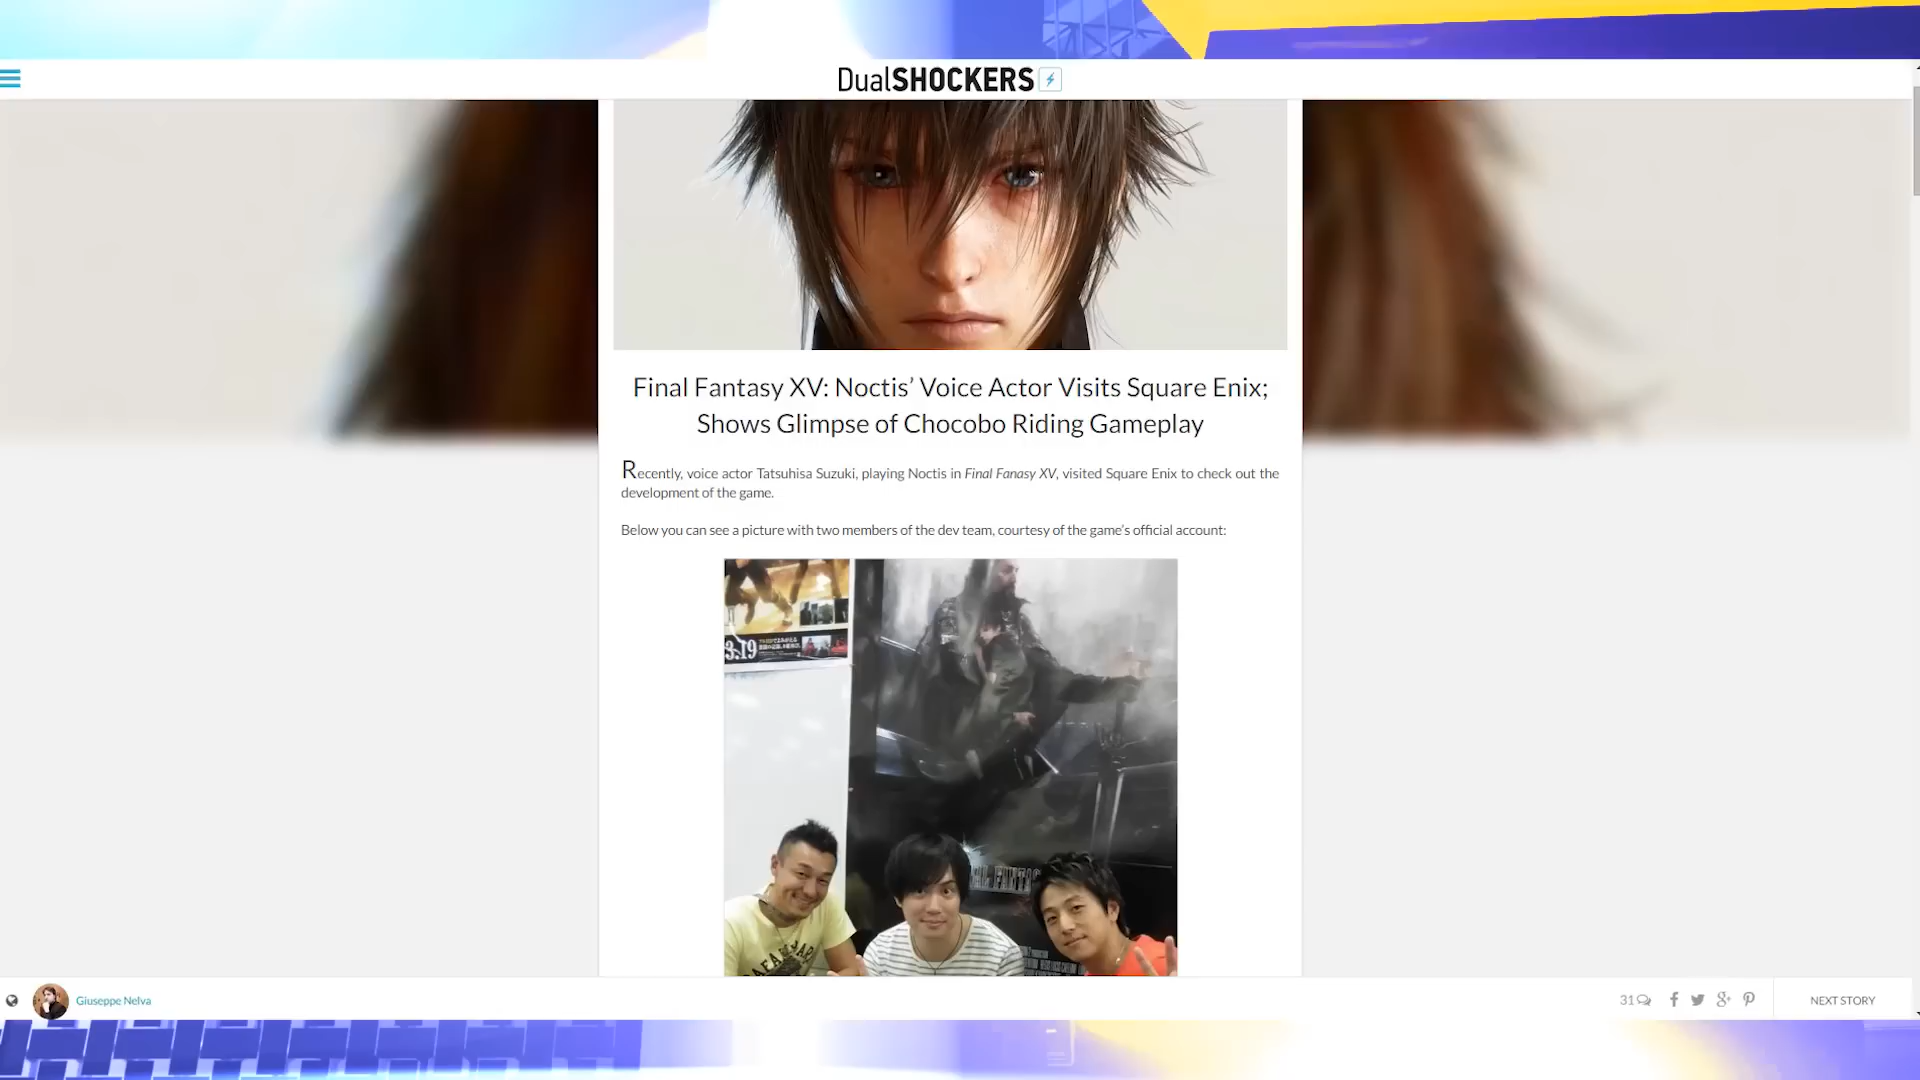 DualSHOCKERS
Final Fantasy XV: Noctis’ Voice Actor Visits Square Enix;
Shows Glimpse of Chocobo Riding Gameplay
Recently, voice actor Tatsuhisa Suzuki, playing Noctis in Final Fanasy XV, visited Square Enix to check out the
development of the game.
Below you can see a picture with two members of the dev team, courtesy of the game's official account:
3.19
Giuseppe Nelva
31
NEXT STORY